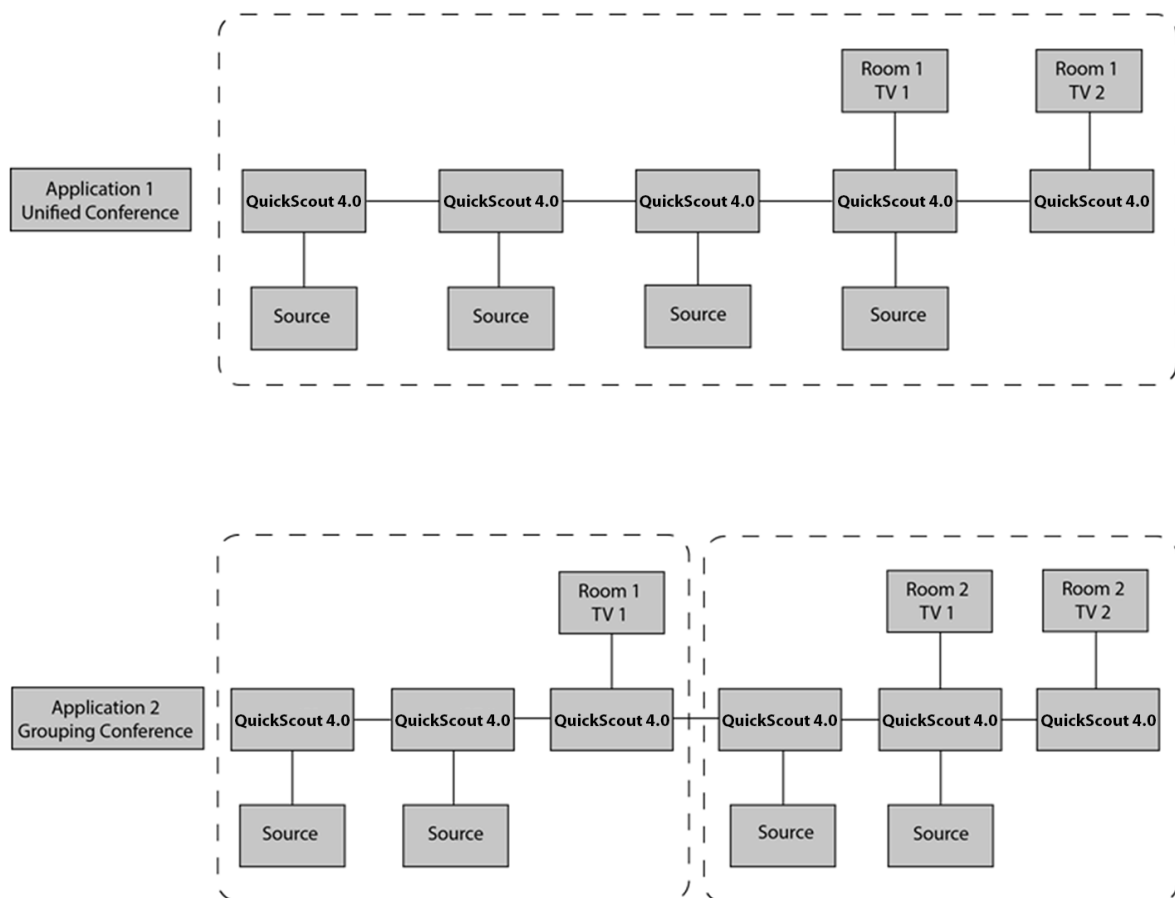 Room 1
TV 1
Room 1
TV 2
Application 1
Unified Conference
QuickScout 4.0
QuickScout 4.0
QuickScout 4.0
QuickScout 4.0
QuickScout 4.0
Source
Source
Source
Source
Room 1
TV 1
Room 2
TV 1
Room 2
TV 2
Application 2
Grouping Conference
QuickScout 4.0
QuickScout 4.0
QuickScout 4.0
QuickScout 4.0
QuickScout 4.0
QuickScout 4.0
Source
Source
Source
Source